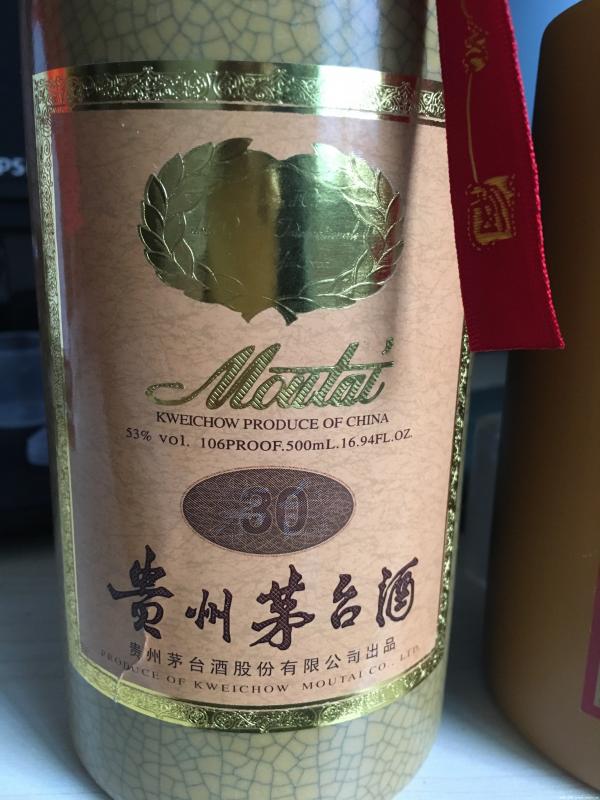 PS
Moutai
KWEICHOW PRODUCE OF CHINA
53% vol. 106PROOF.500mL.16.94FL.OZ.
30
贵州茅台酒
贵州茅台酒股份有限公司出品
PRODUCE OF KWEICHOW MOUTAI CO., LTD.